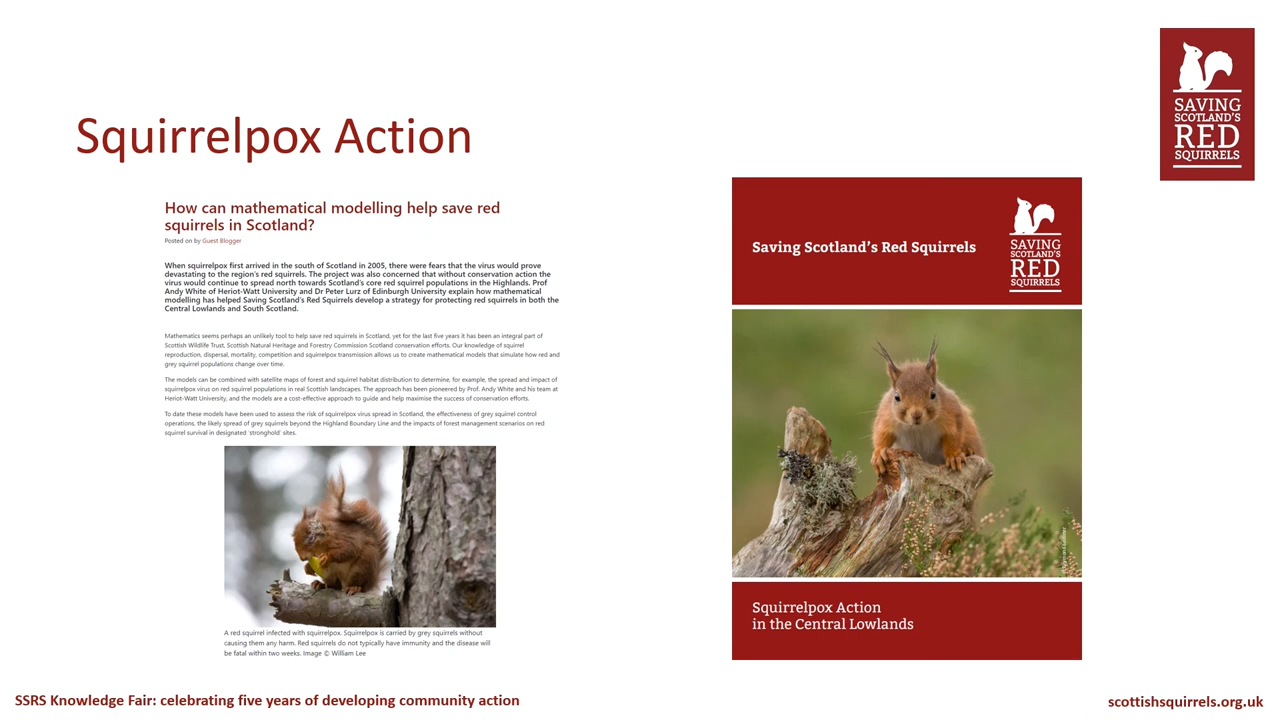 SAVING
SCOTLAND'S
RED
SQUIRRELS
Squirrelpox Action
How can mathematical modelling help save red
squirrels in Scotland?
Posted on by Guest Blogger
When squirrelpox first arrived in the south of Scotland in 2005, there were fears that the virus would prove
devastating to the region's red squirrels. The project was also concerned that without conservation action the
virus would continue to spread north towards Scotland's core red squirrel populations in the Highlands. Prof
Andy White of Heriot-Watt University and Dr Peter Lurz of Edinburgh University explain how mathematical
modelling has helped Saving Scotland's Red Squirrels develop a strategy for protecting red squirrels in both the
Central Lowlands and South Scotland.
Mathematics seems perhaps an unlikely tool to help save red squirrels in Scotland, yet for the last five years it has been an integral part of
Scottish Wildlife Trust, Scottish Natural Heritage and Forestry Commission Scotland conservation efforts. Our knowledge of squirrel
reproduction, dispersal, mortality, competition and squirrelpox transmission allows us to create mathematical models that simulate how red and
grey squirrel populations change over time.
The models can be combined with satellite maps of forest and squirrel habitat distribution to determine, for example, the spread and impact of
squirrelpox virus on red squirrel populations in real Scottish landscapes. The approach has been pioneered by Prof. Andy White and his team at
Heriot-Watt University, and the models are a cost-effective approach to guide and help maximise the success of conservation efforts.
To date these models have been used to assess the risk of squirrelpox virus spread in Scotland, the effectiveness of grey squirrel control
operations, the likely spread of grey squirrels beyond the Highland Boundary Line and the impacts of forest management scenarios on red
squirrel survival in designated 'stronghold' sites.
A red squirrel infected with squirrelpox. Squirrelpox is carried by grey squirrels without
causing them any harm. Red squirrels do not typically have immunity and the disease will
be fatal within two weeks. Image © William Lee
Saving Scotland's Red Squirrels
SAVING
SCOTLAND'S
RED
SQUIRRELS
Squirrelpox Action
in the Central Lowlands
SSRS Knowledge Fair: celebrating five years of developing community action
scottishsquirrels.org.uk